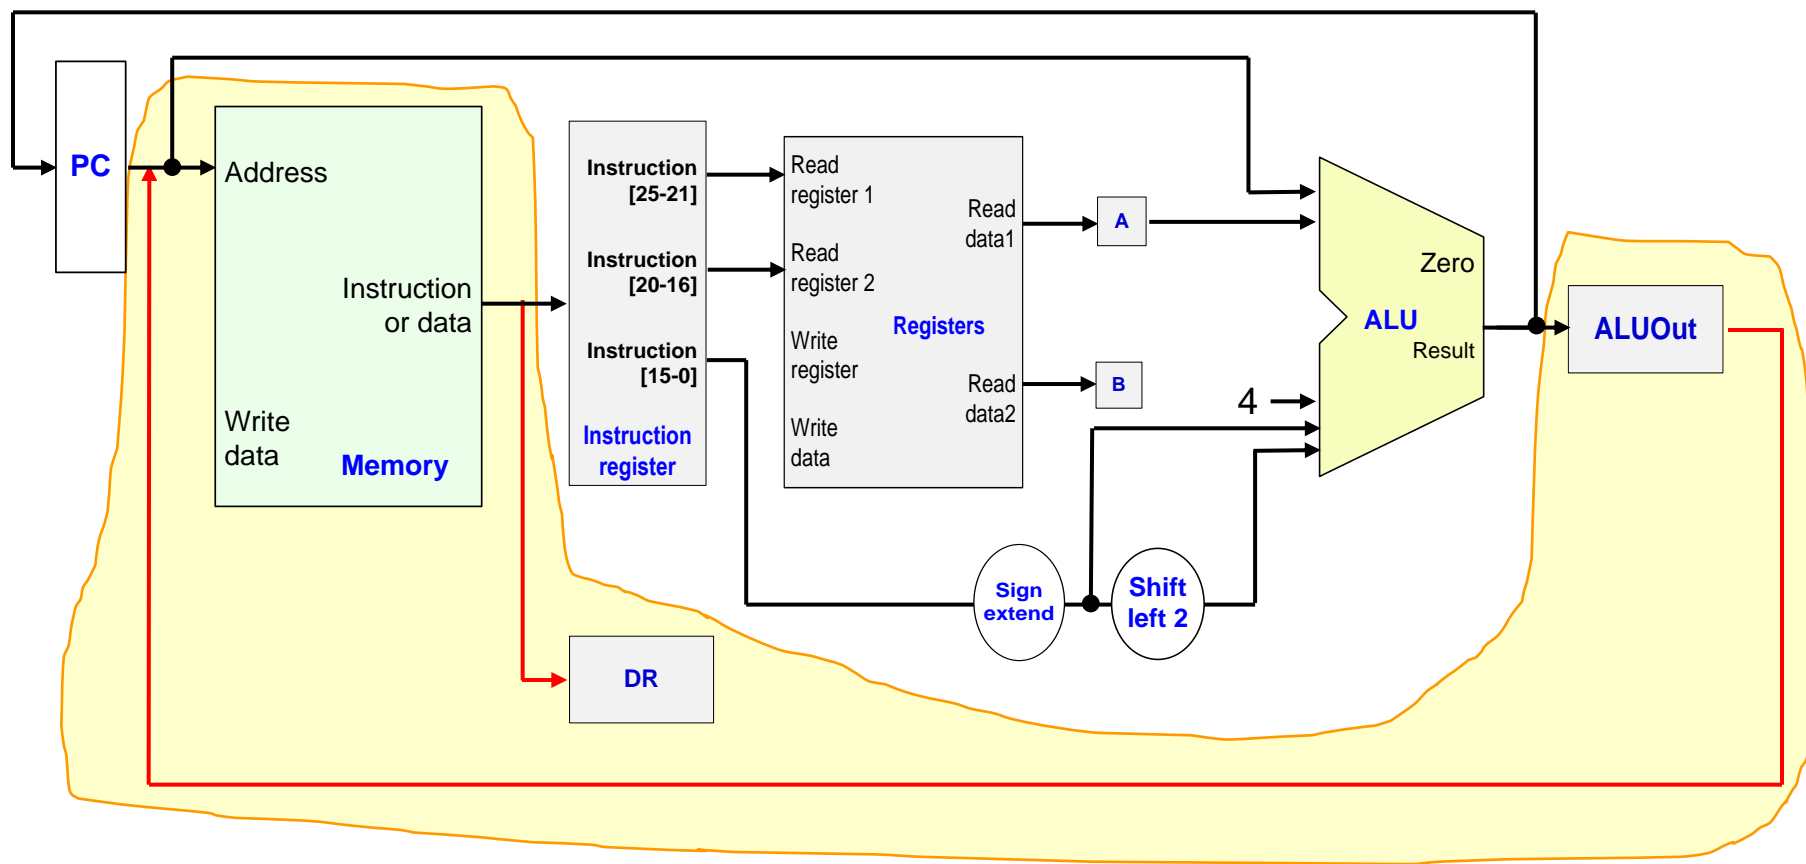 PC
Address
Instruction
or data
Write
data
Memory
Instruction
[25-21]
Instruction
[20-16]
Instruction
[15-0]
Instruction
register
Read
register 1
Read
register 2
Write
register
Write
data
Registers
Read
data1
Read
data2
A
B
4
Zero
ALU
Result
ALUOut
Sign
extend
Shift
left 2
DR